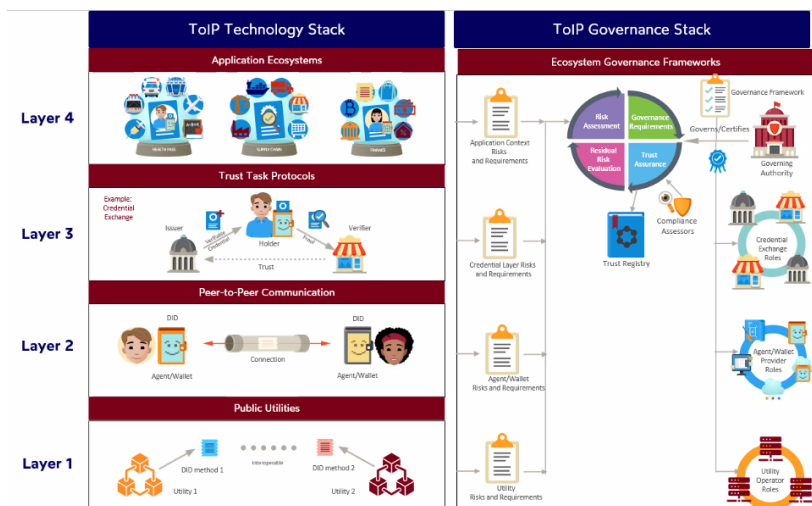 ToIP Technology Stack
ToIP Governance Stack
Application Ecosystems
Layer 4
HEALTH PASS
SUPPLY CHAIN
FINANCE
Trust Task Protocols
Layer 3
Example:
Credential
Exchange
Issuer
Verifiable
Credential
Holder
Proof
Verifier
Trust
Peer-to-Peer Communication
Layer 2
DID
DID
Connection
Agent/Wallet
Agent/Wallet
Public Utilities
Layer 1
DID method 1
Interoperable
DID method 2
Utility 1
Utility 2
Ecosystem Governance Frameworks
Application Context
Risks
and Requirements
Risk
Assessment
Governance
Requirements
Residual
Risk
Evaluation
Trust
Assurance
Governance Framework
Governs/Certifies
Governing
Authority
Compliance
Assessors
Trust Registry
Credential Layer Risks
and Requirements
Credential
Exchange
Roles
Agent/Wallet
Risks and Requirements
Agent/Wallet
Provider
Roles
Utility
Risks and Requirements
Utility
Operator
Roles